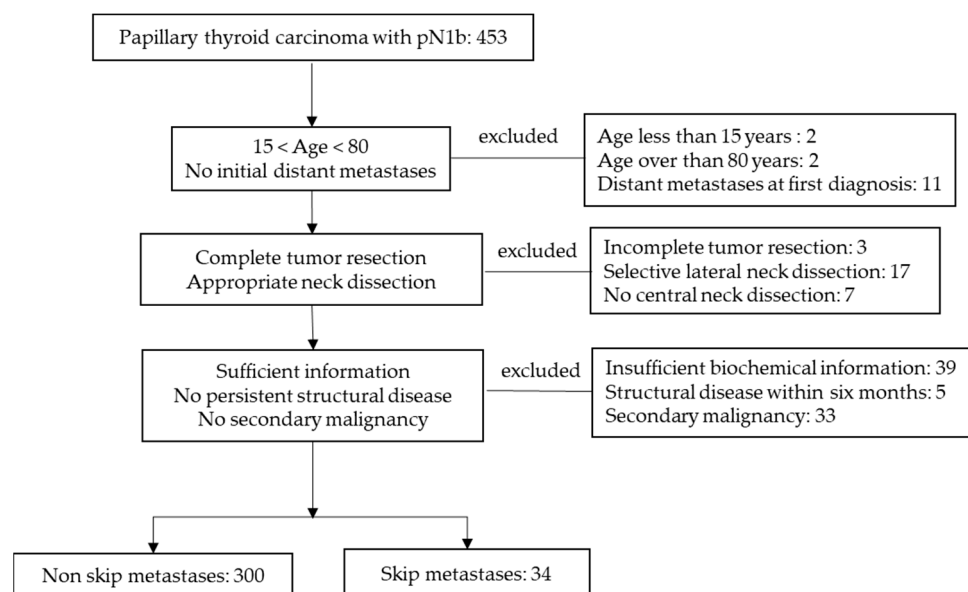 Papillary thyroid carcinoma with pN1b: 453
15 < Age < 80
No initial distant metastases
excluded
Age less than 15 years : 2
Age over than 80 years: 2
Distant metastases at first diagnosis: 11
Complete tumor resection
Appropriate neck dissection
excluded
Incomplete tumor resection: 3
Selective lateral neck dissection: 17
No central neck dissection: 7
Sufficient information
No persistent structural disease
No secondary malignancy
excluded
Insufficient biochemical information: 39
Structural disease within six months: 5
Secondary malignancy: 33
Non skip metastases: 300
Skip metastases: 34